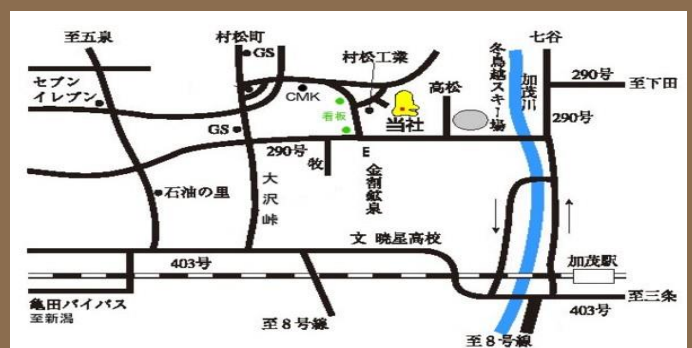 至五泉
村松町
GS
村松工業
七谷
セブン
イレブン
CMK
看板
高松
冬鳥越スキー場
加茂川
290号
至下田
当社
GS
290号
290号
牧
E
金割鉱泉
石油の里
大沢峠
文 暁星高校
403号
加茂駅
亀田バイパス
至新潟
至8号線
至三条
403号
至8号線